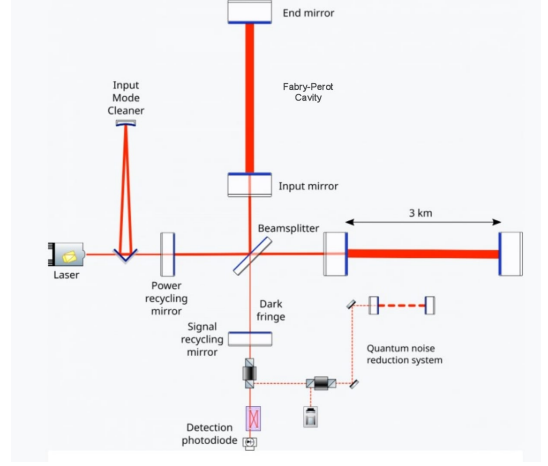 End mirror
Fabry-Perot
Cavity
Input
Mode
Cleaner
Input mirror
3 km
Beamsplitter
Laser
Power
recycling
mirror
Dark
fringe
Signal
recycling
mirror
Quantum noise
reduction system
Detection
photodiode